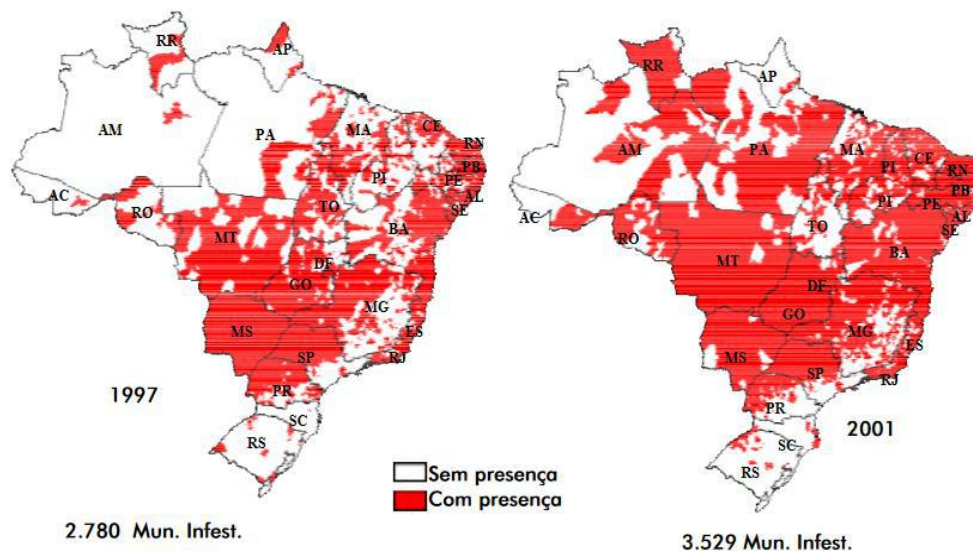 RR
AP
AM
PA
MA
CE
RN
PB
PE
PI
AL
SE
AC
RO
TO
BA
MT
DF
GO
MG
MS
ES
SP
RJ
PR
SC
RS
1997
2.780 Mun. Infest.
RR
AP
AM
PA
MA
CE
PI
RN
PB
PI
PE
AL
SE
AC
TO
RO
BA
MT
DF
GO
MG
ES
MS
SP
RJ
PR
SC
RS
2001
3.529 Mun. Infest.
Sem presença
Com presença